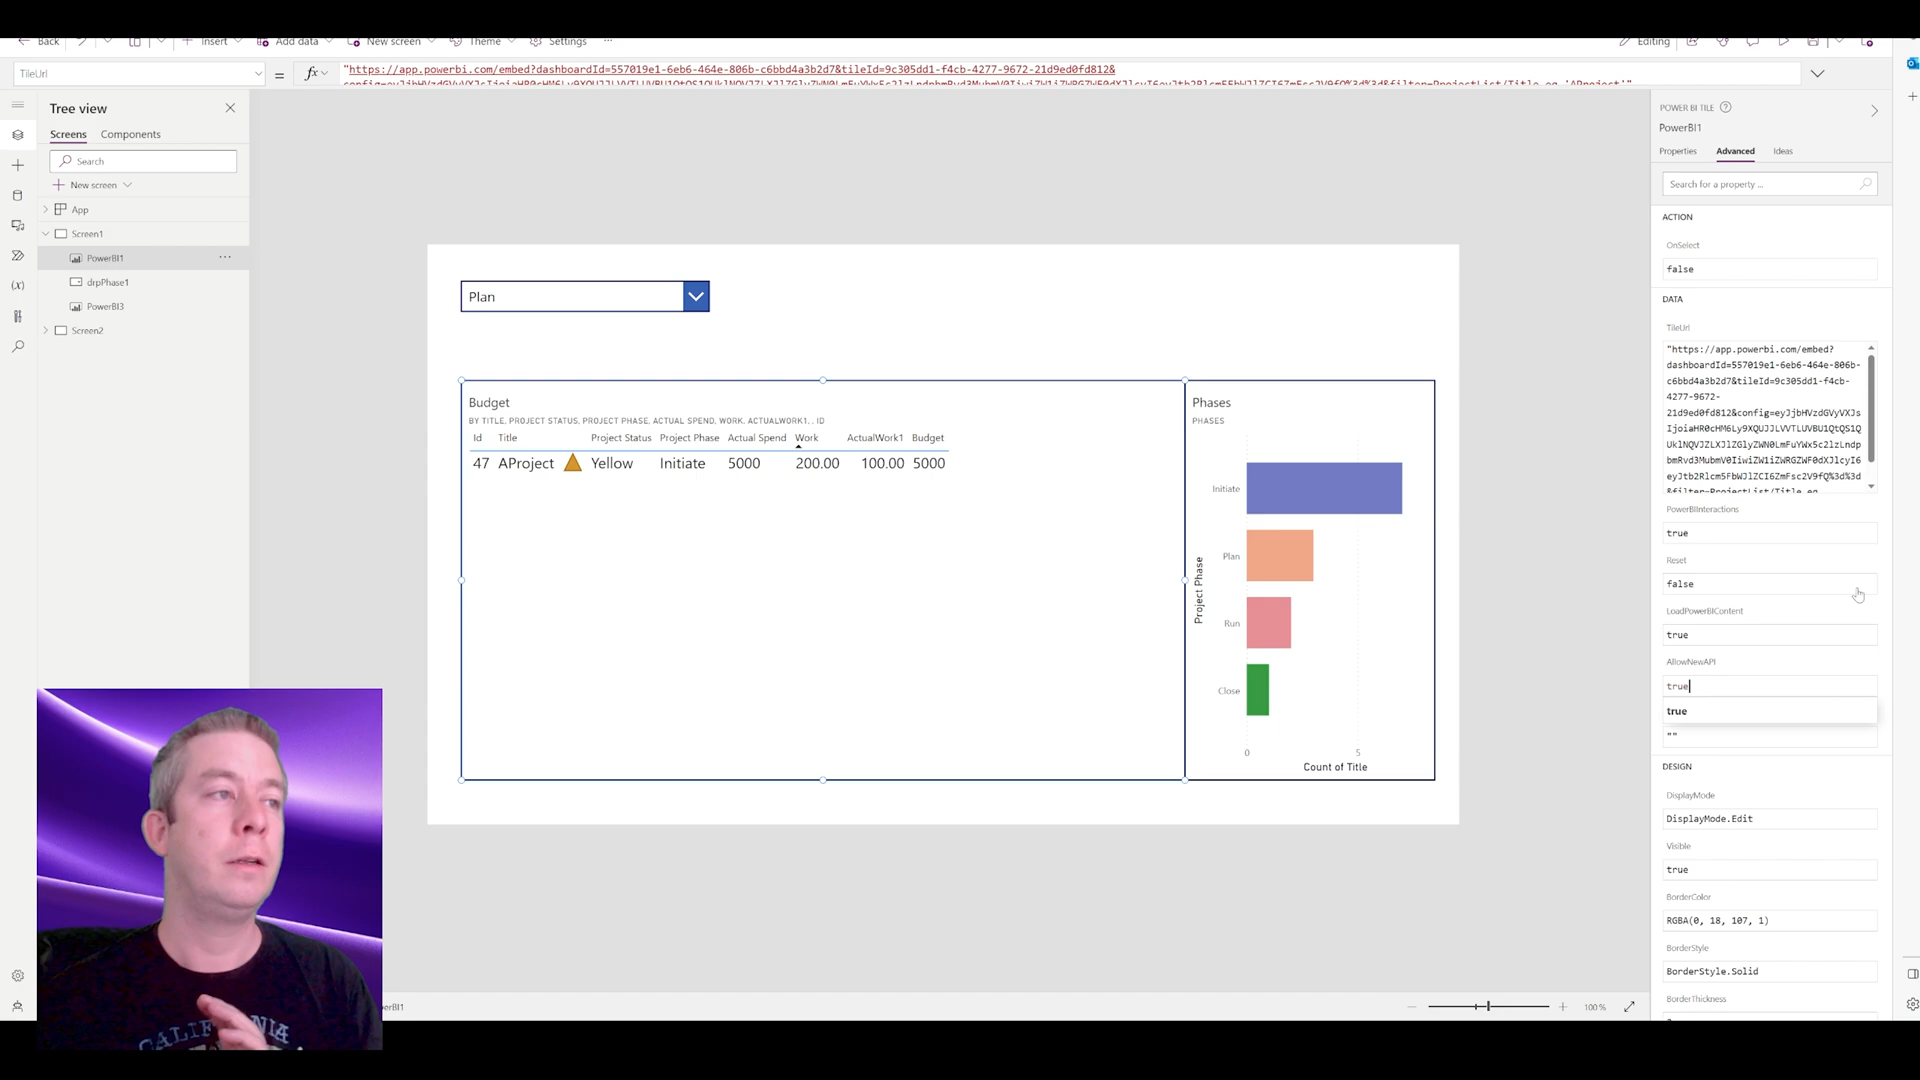 Back
Insert
Add data
New screen
Theme
Settings
Editing
TileUrl
=
fx
"https://app.powerbi.com/embed?dashboardId=557019e1-6eb6-464e-806b-c6bbd4a3b2d7&tileId=9c305dd1-f4cb-4277-9672-21d9ed0fd812&
Tree view
Screens
Components
Search
New screen
App
Screen1
PowerBI1
drpPhase1
PowerBI3
Screen2
Plan
Budget
BY TITLE, PROJECT STATUS, PROJECT PHASE, ACTUAL SPEND, WORK, ACTUALWORK1, , ID
Id Title Project Status Project Phase Actual Spend Work ActualWork1 Budget
47 AProject Yellow Initiate 5000 200.00 100.00 5000
Phases
PHASES
Project Phase
Initiate
Plan
Run
Close
0 5
Count of Title
POWER BI TILE
PowerBI1
Properties
Advanced
Ideas
Search for a property ...
ACTION
OnSelect
false
DATA
TileUrl
"https://app.powerbi.com/embed?
dashboardId=557019e1-6eb6-464e-806b-
c6bbd4a3b2d7&tileId=9c305dd1-f4cb-
4277-9672-
21d9ed0fd812&config=eyJjbHVzdGVyVXJs
&filter=ProjectList/Title eq
PowerBIInteractions
true
Reset
false
LoadPowerBIContent
true
AllowNewAPI
true
true
""
DESIGN
DisplayMode
DisplayMode.Edit
Visible
true
BorderColor
RGBA(0, 18, 107, 1)
BorderStyle
BorderStyle.Solid
BorderThickness
100 %
CALIFORNIA